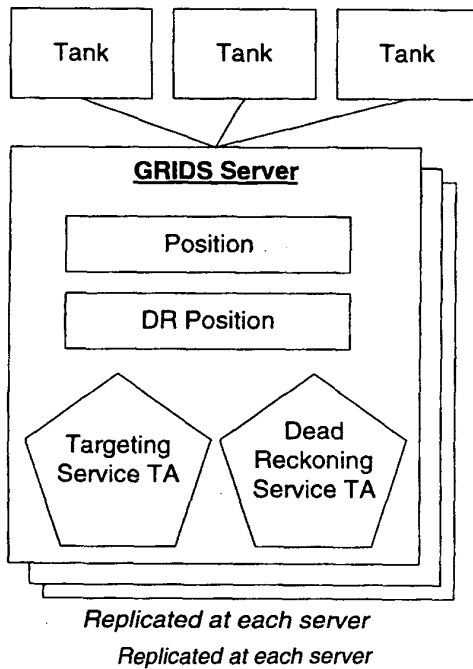 Tank Tank Tank
GRIDS Server
Position
DR Position
Targeting
Service TA
Dead
Reckoning
Service TA
Replicated at each server
Replicated at each server